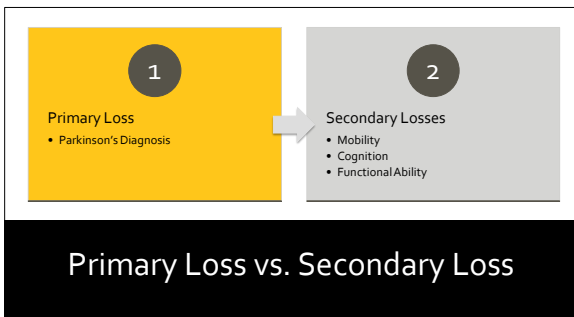 1
Primary Loss
• Parkinson's Diagnosis
2
Secondary Losses
• Mobility
• Cognition
• Functional Ability
Primary Loss vs. Secondary Loss